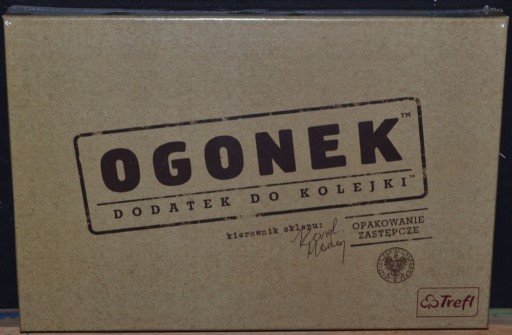 OGONEK™
DODATEK DO KOLEJKI™
kierownik sklepu:
OPAKOWANIE
ZASTĘPCZE
Trefl